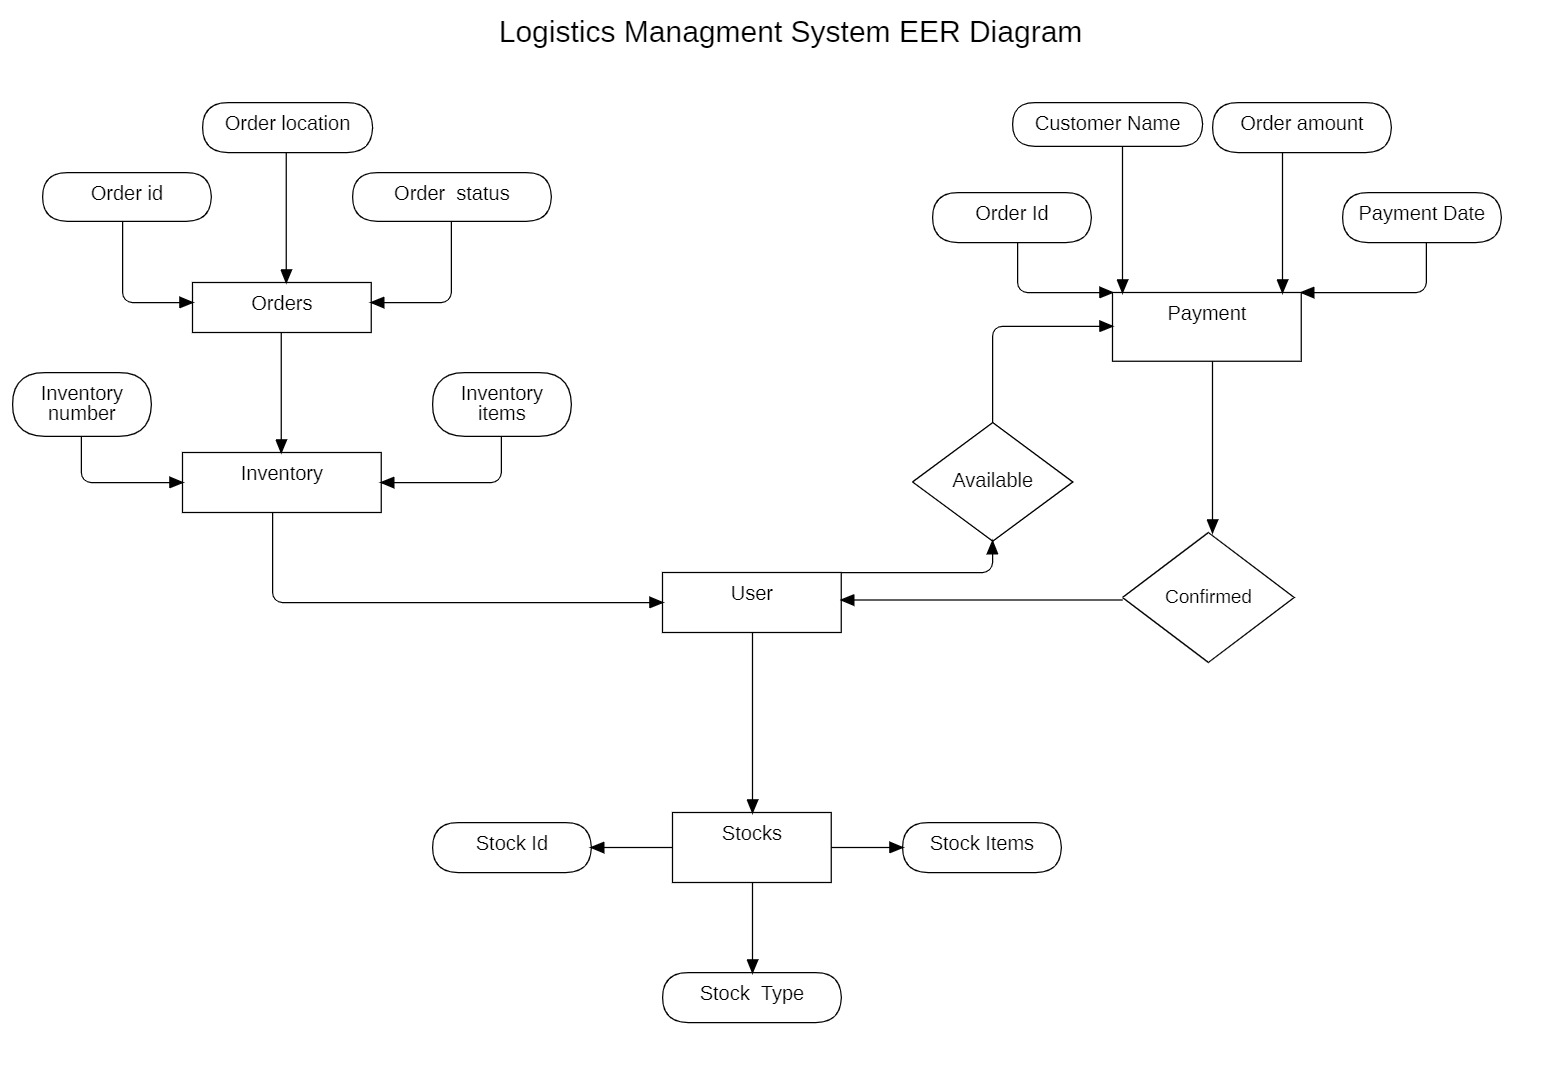 Logistics Managment System EER Diagram
Order location
Customer Name
Order amount
Order id
Order  status
Order Id
Payment Date
Orders
Payment
Inventory
number
Inventory
items
Inventory
Available
User
Confirmed
Stock Id
Stocks
Stock Items
Stock  Type